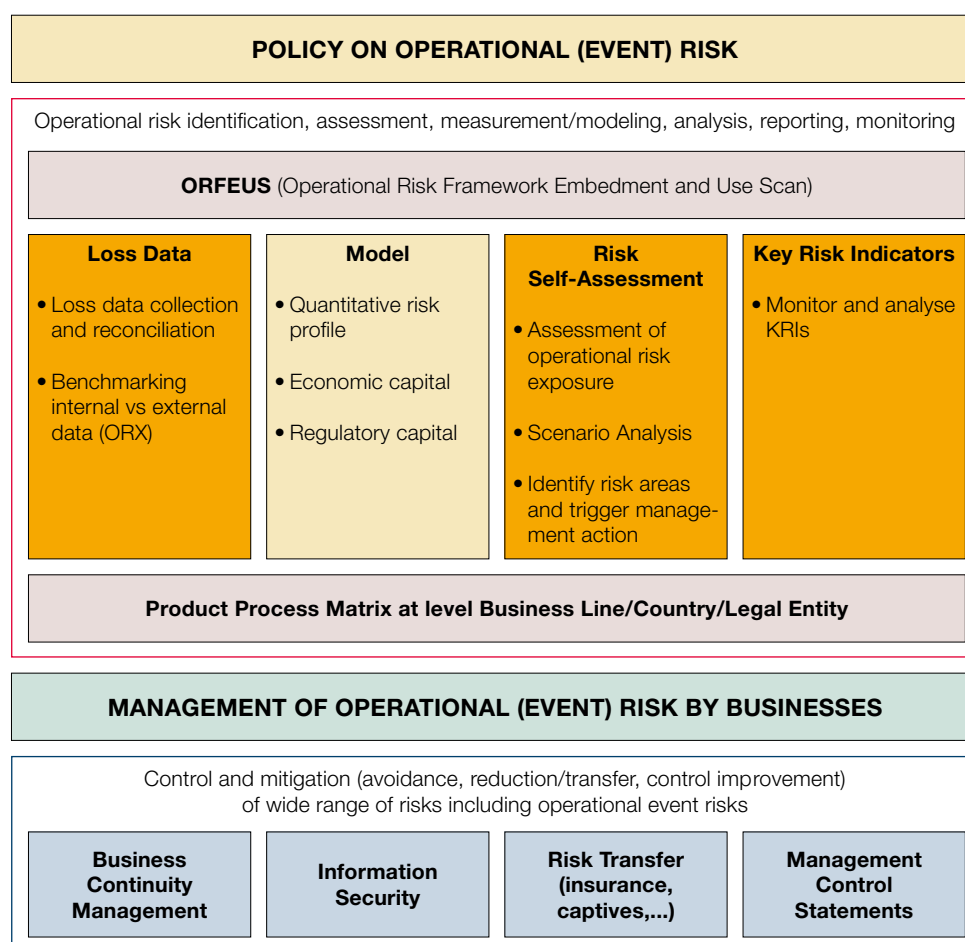 POLICY ON OPERATIONAL (EVENT) RISK
Operational risk identification, assessment, measurement/modeling, analysis, reporting, monitoring
ORFEUS (Operational Risk Framework Embedment and Use Scan)
Loss Data
• Loss data collection
and reconciliation
• Benchmarking
internal vs external
data (ORX)
Model
• Quantitative risk
profile
• Economic capital
• Regulatory capital
Risk
Self-Assessment
• Assessment of
operational risk
exposure
• Scenario Analysis
• Identify risk areas
and trigger manage-
ment action
Key Risk Indicators
• Monitor and analyse
KRIs
Product Process Matrix at level Business Line/Country/Legal Entity
MANAGEMENT OF OPERATIONAL (EVENT) RISK BY BUSINESSES
Control and mitigation (avoidance, reduction/transfer, control improvement)
of wide range of risks including operational event risks
Business
Continuity
Management
Information
Security
Risk Transfer
(insurance,
captives,...)
Management
Control
Statements